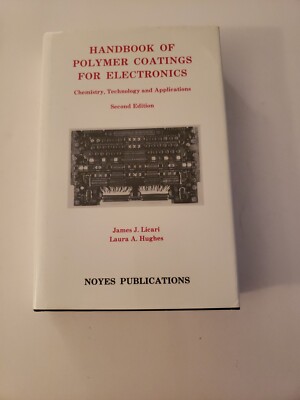 HANDBOOK OF
POLYMER COATINGS
FOR ELECTRONICS
Chemistry, Technology and Applications
Second Edition
James J. Licari
Laura A. Hughes
NOYES PUBLICATIONS